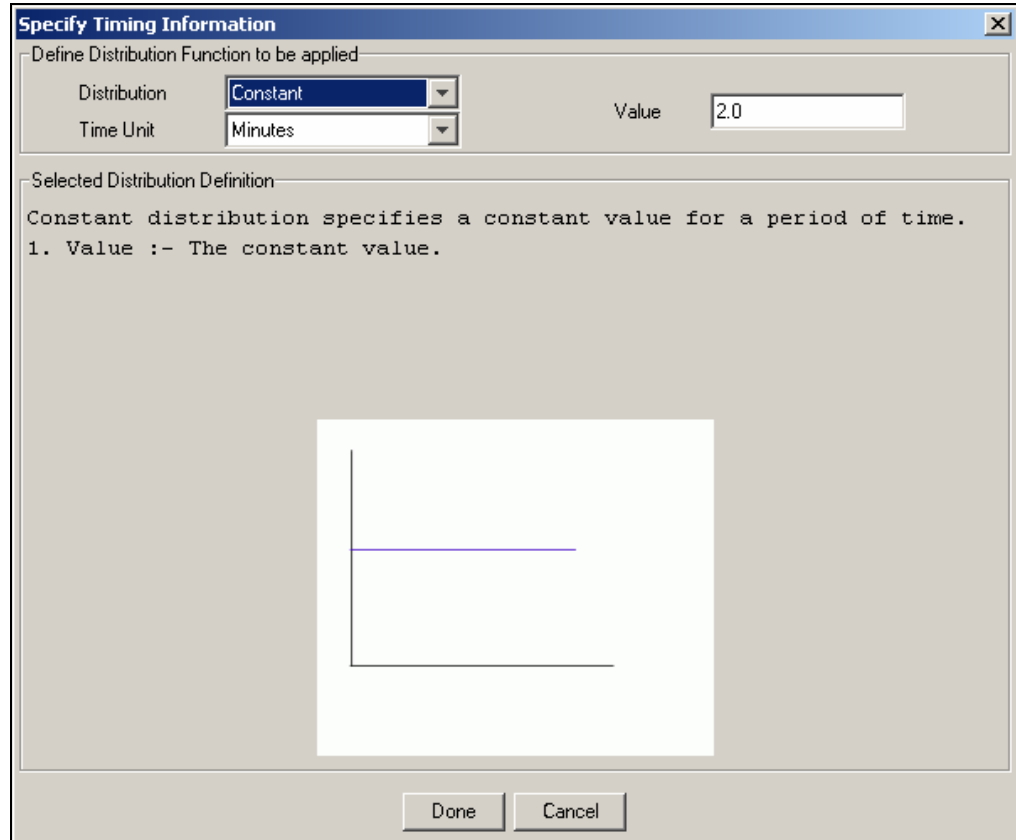 Specify Timing Information
Define Distribution Function to be applied
Distribution Constant
Time Unit Minutes
Value 2.0
Selected Distribution Definition
Constant distribution specifies a constant value for a period of time.
1. Value :- The constant value.
Done Cancel